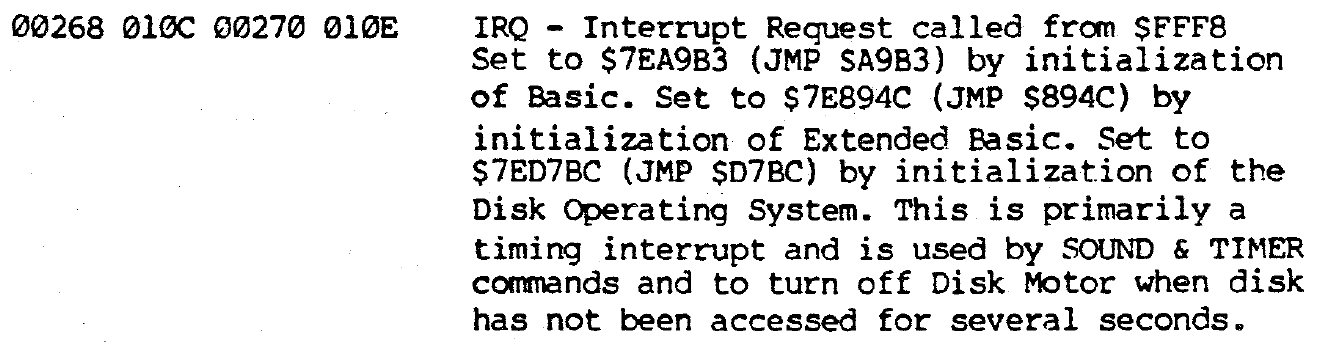 00268 010C 00270 010E IRQ - Interrupt Request called from $FFF8
Set to $7EA9B3 (JMP SA9B3) by initialization
of Basic. Set to $7E894C (JMP $894C) by
initialization of Extended Basic. Set to
$7ED7BC (JMP $D7BC) by initialization of the
Disk Operating System. This is primarily a
timing interrupt and is used by SOUND & TIMER
commands and to turn off Disk Motor when disk
has not been accessed for several seconds.